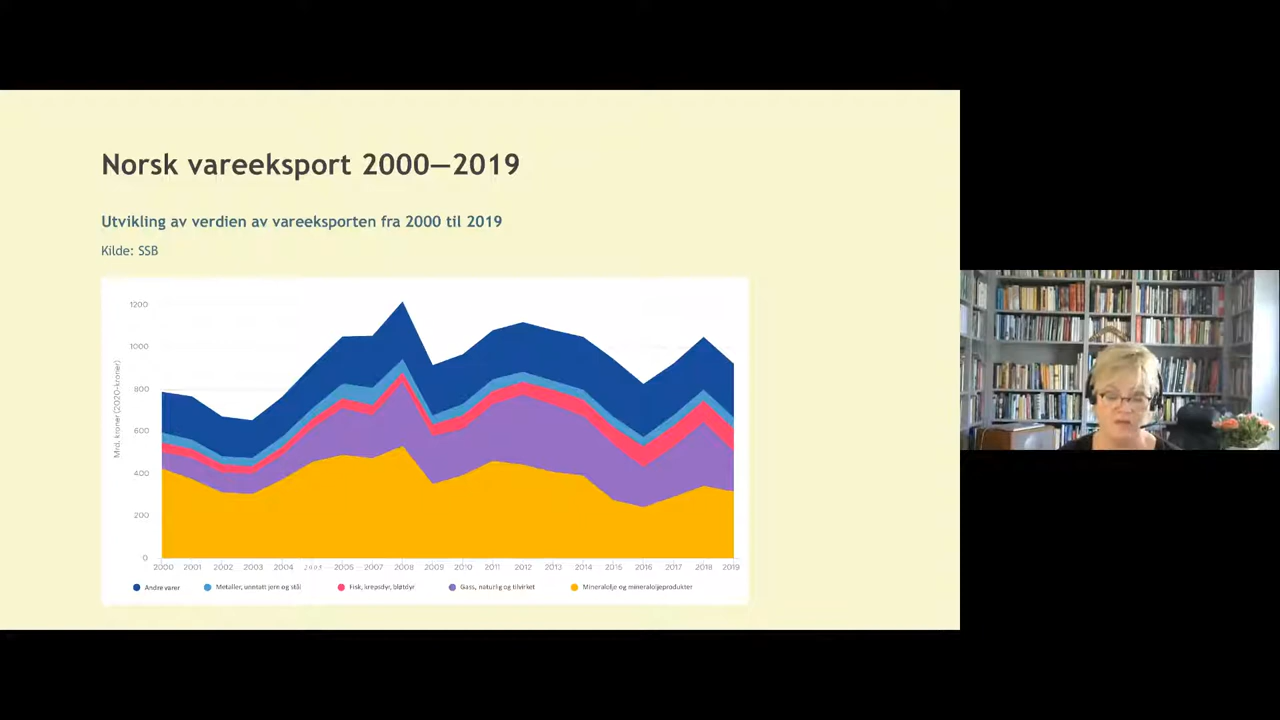 Norsk vareeksport 2000—2019
Utvikling av verdien av vareeksporten fra 2000 til 2019
Kilde: SSB
Mrd. kroner (2020-kroner)
1200
1000
800
600
400
200
0
2000 2001 2002 2003 2004 2005 2006 2007 2008 2009 2010 2011 2012 2013 2014 2015 2016 2017 2018 2019
Andre varer Metaller, unntatt jern og stål Fisk, krepsdyr, bløtdyr Gass, naturlig og tilvirket Mineralolje og mineraloljeprodukter